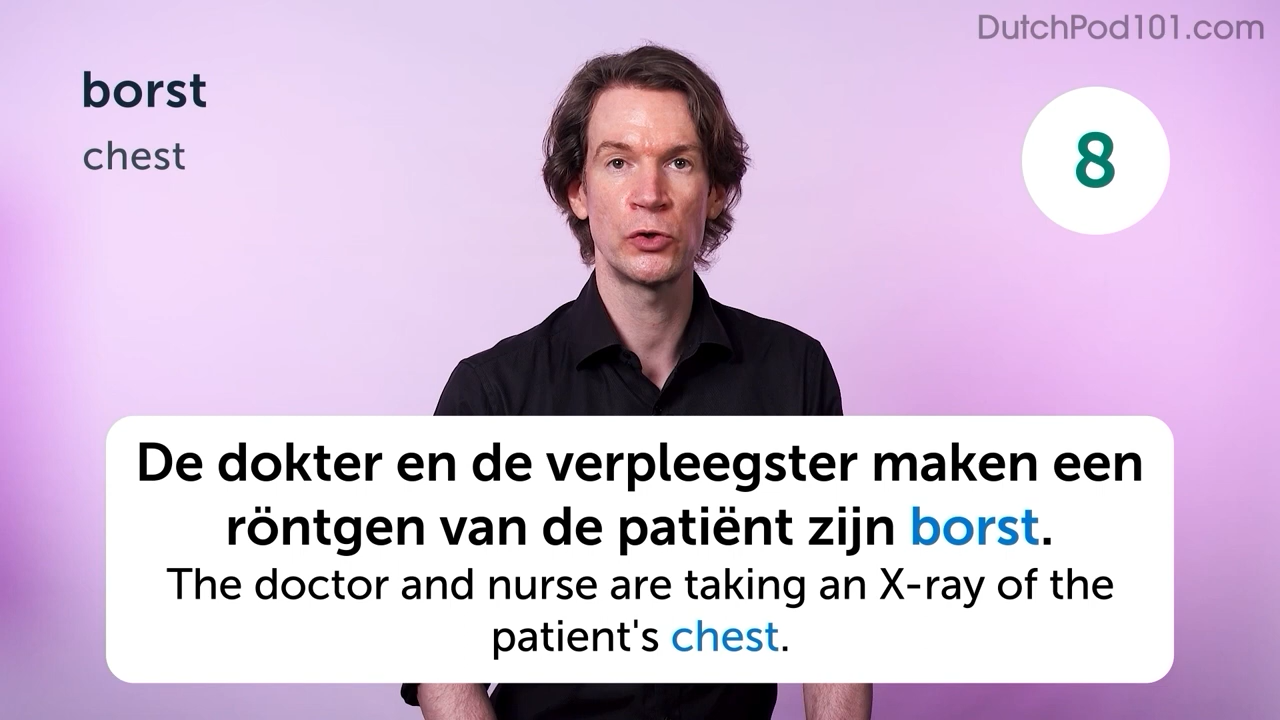 DutchPod101.com
borst
chest
8
De dokter en de verpleegster maken een
röntgen van de patiënt zijn borst.
The doctor and nurse are taking an X-ray of the
patient's chest.